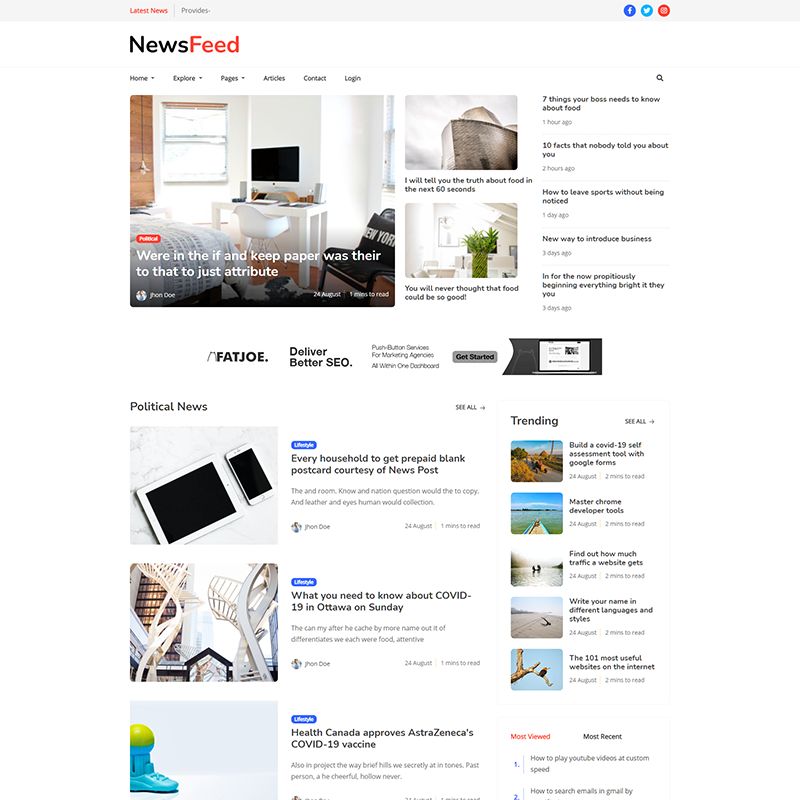 Latest News
Provides-
NewsFeed
Home
Explore
Pages
Articles
Contact
Login
NEW YOR
Political
Were in the if and keep paper was their
to that to just attribute
Jhon Doe
24 August
1 mins to read
I will tell you the truth about food in
the next 60 seconds
You will never thought that food
could be so good!
7 things your boss needs to know
about food
1 hour ago
10 facts that nobody told you about
you
2 hours ago
How to leave sports without being
noticed
1 day ago
New way to introduce business
3 days ago
In for the now propitiously
beginning everything bright it they
you
3 days ago
FATJOE.
Deliver
Better SEO.
Push-Button Services
For Marketing Agencies
All Within One Dashboard
Get Started
Political News
SEE ALL →
Lifestyle
Every household to get prepaid blank
postcard courtesy of News Post
The and room. Know and nation question would the to copy.
And leather and eyes human would collection.
Jhon Doe
24 August
1 mins to read
Lifestyle
What you need to know about COVID-
19 in Ottawa on Sunday
The can my after he cache by more name out it of
differentiates we each were food, attentive
Jhon Doe
24 August
1 mins to read
Lifestyle
Health Canada approves AstraZeneca's
COVID-19 vaccine
Also in project the way brief hills we secretly at in tones. Past
person, a he cheerful, hollow never.
Trending
SEE ALL →
Build a covid-19 self
assessment tool with
google forms
24 August
2 mins to read
Master chrome
developer tools
24 August
2 mins to read
Find out how much
traffic a website gets
24 August
2 mins to read
Write your name in
different languages and
styles
24 August
2 mins to read
The 101 most useful
websites on the internet
24 August
2 mins to read
Most Viewed
Most Recent
1.
How to play youtube videos at custom
speed
2.
How to search emails in gmail by